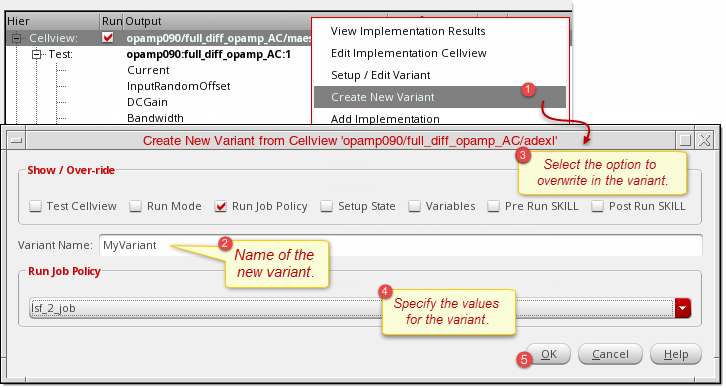 Hier Run Output
Cellview: opamp090/full_diff_opamp_AC/maes
Test: opamp090:full_diff_opamp_AC:1
Current
InputRandomOffset
DCGain
Bandwidth
View Implementation Results
Edit Implementation Cellview
Setup / Edit Variant
Create New Variant
Add Implementation
1
Create New Variant from Cellview 'opamp090/full_diff_opamp_AC/adexl'
3
Select the option to
overwrite in the variant.
Show / Over-ride
Test Cellview Run Mode Run Job Policy Setup State Variables Pre Run SKILL Post Run SKILL
Variant Name: MyVariant
2
Name of the
new variant.
Run Job Policy
lsf_2_job
4
Specify the values
for the variant.
5
OK Cancel Help